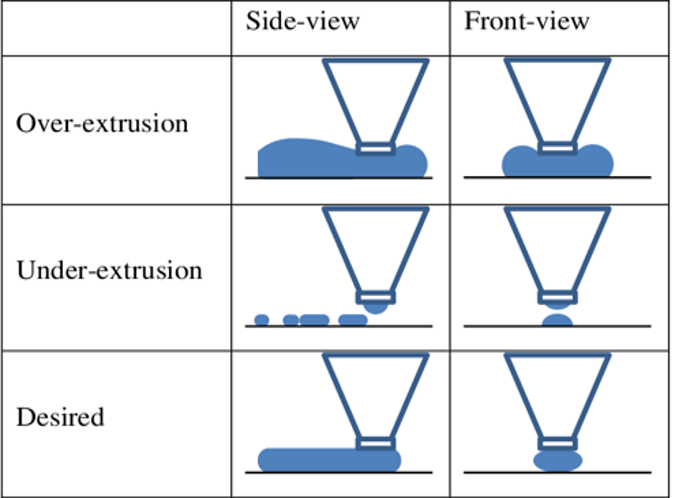 Side-view
Front-view
Over-extrusion
Under-extrusion
Desired